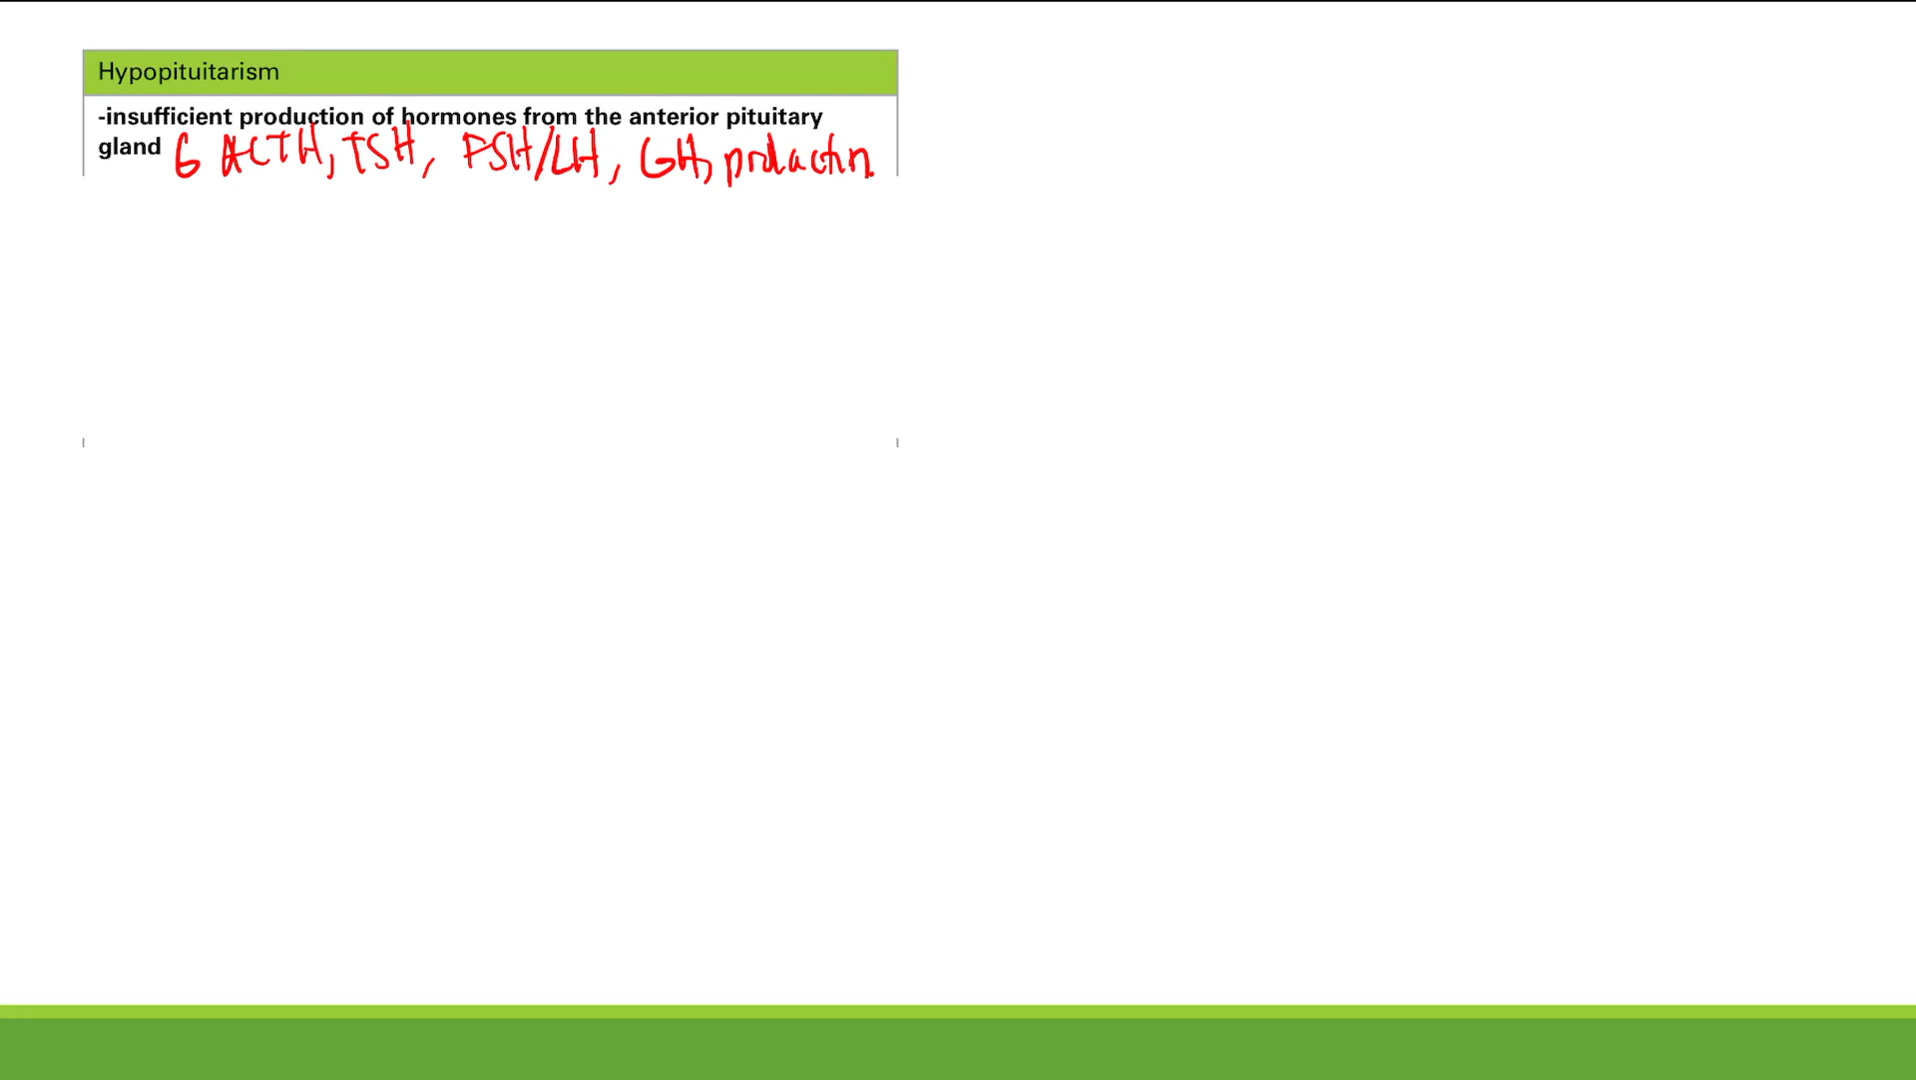 Hypopituitarism
-insufficient production of hormones from the anterior pituitary
gland 6 ACTH, TSH, FSH/LH, GH, prolactin.